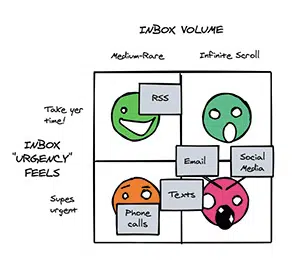 INBOX VOLUME
Medium-Rare
Infinite Scroll
Take yer
time!
RSS
INBOX
"URGENCY"
FEELS
Email
Social
Media
Supes
urgent
Texts
Phone
calls